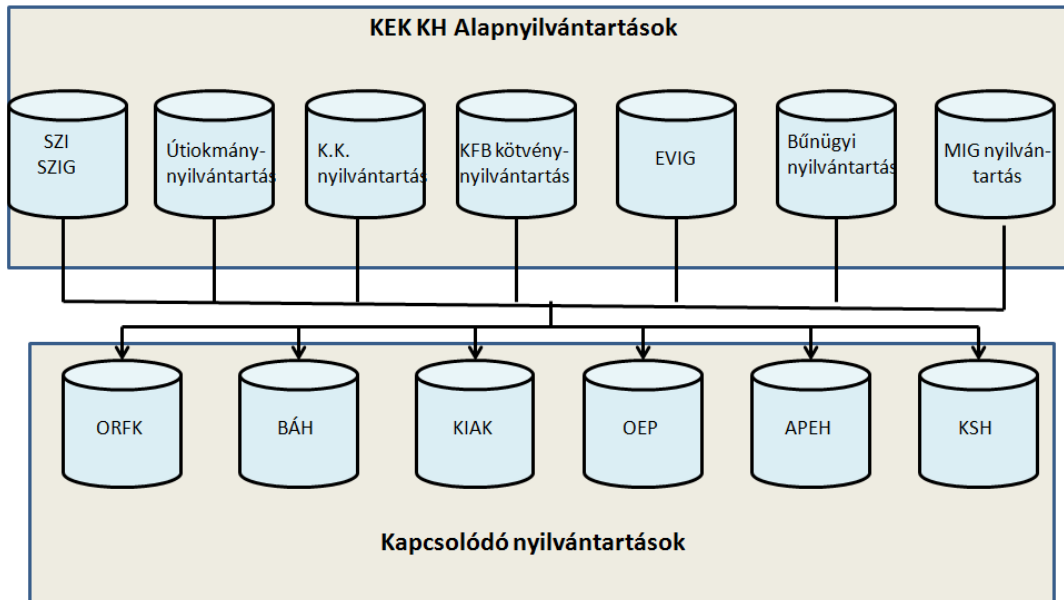 KEK KH Alapnyilvántartások
SZI
SZIG
Útiokmány-
nyilvántartás
K.K.
nyilvántartás
KFB kötvény-
nyilvántartás
EVIG
Bűnügyi
nyilvántartás
MIG nyilván-
tartás
ORFK
BÁH
KIAK
OEP
APEH
KSH
Kapcsolódó nyilvántartások